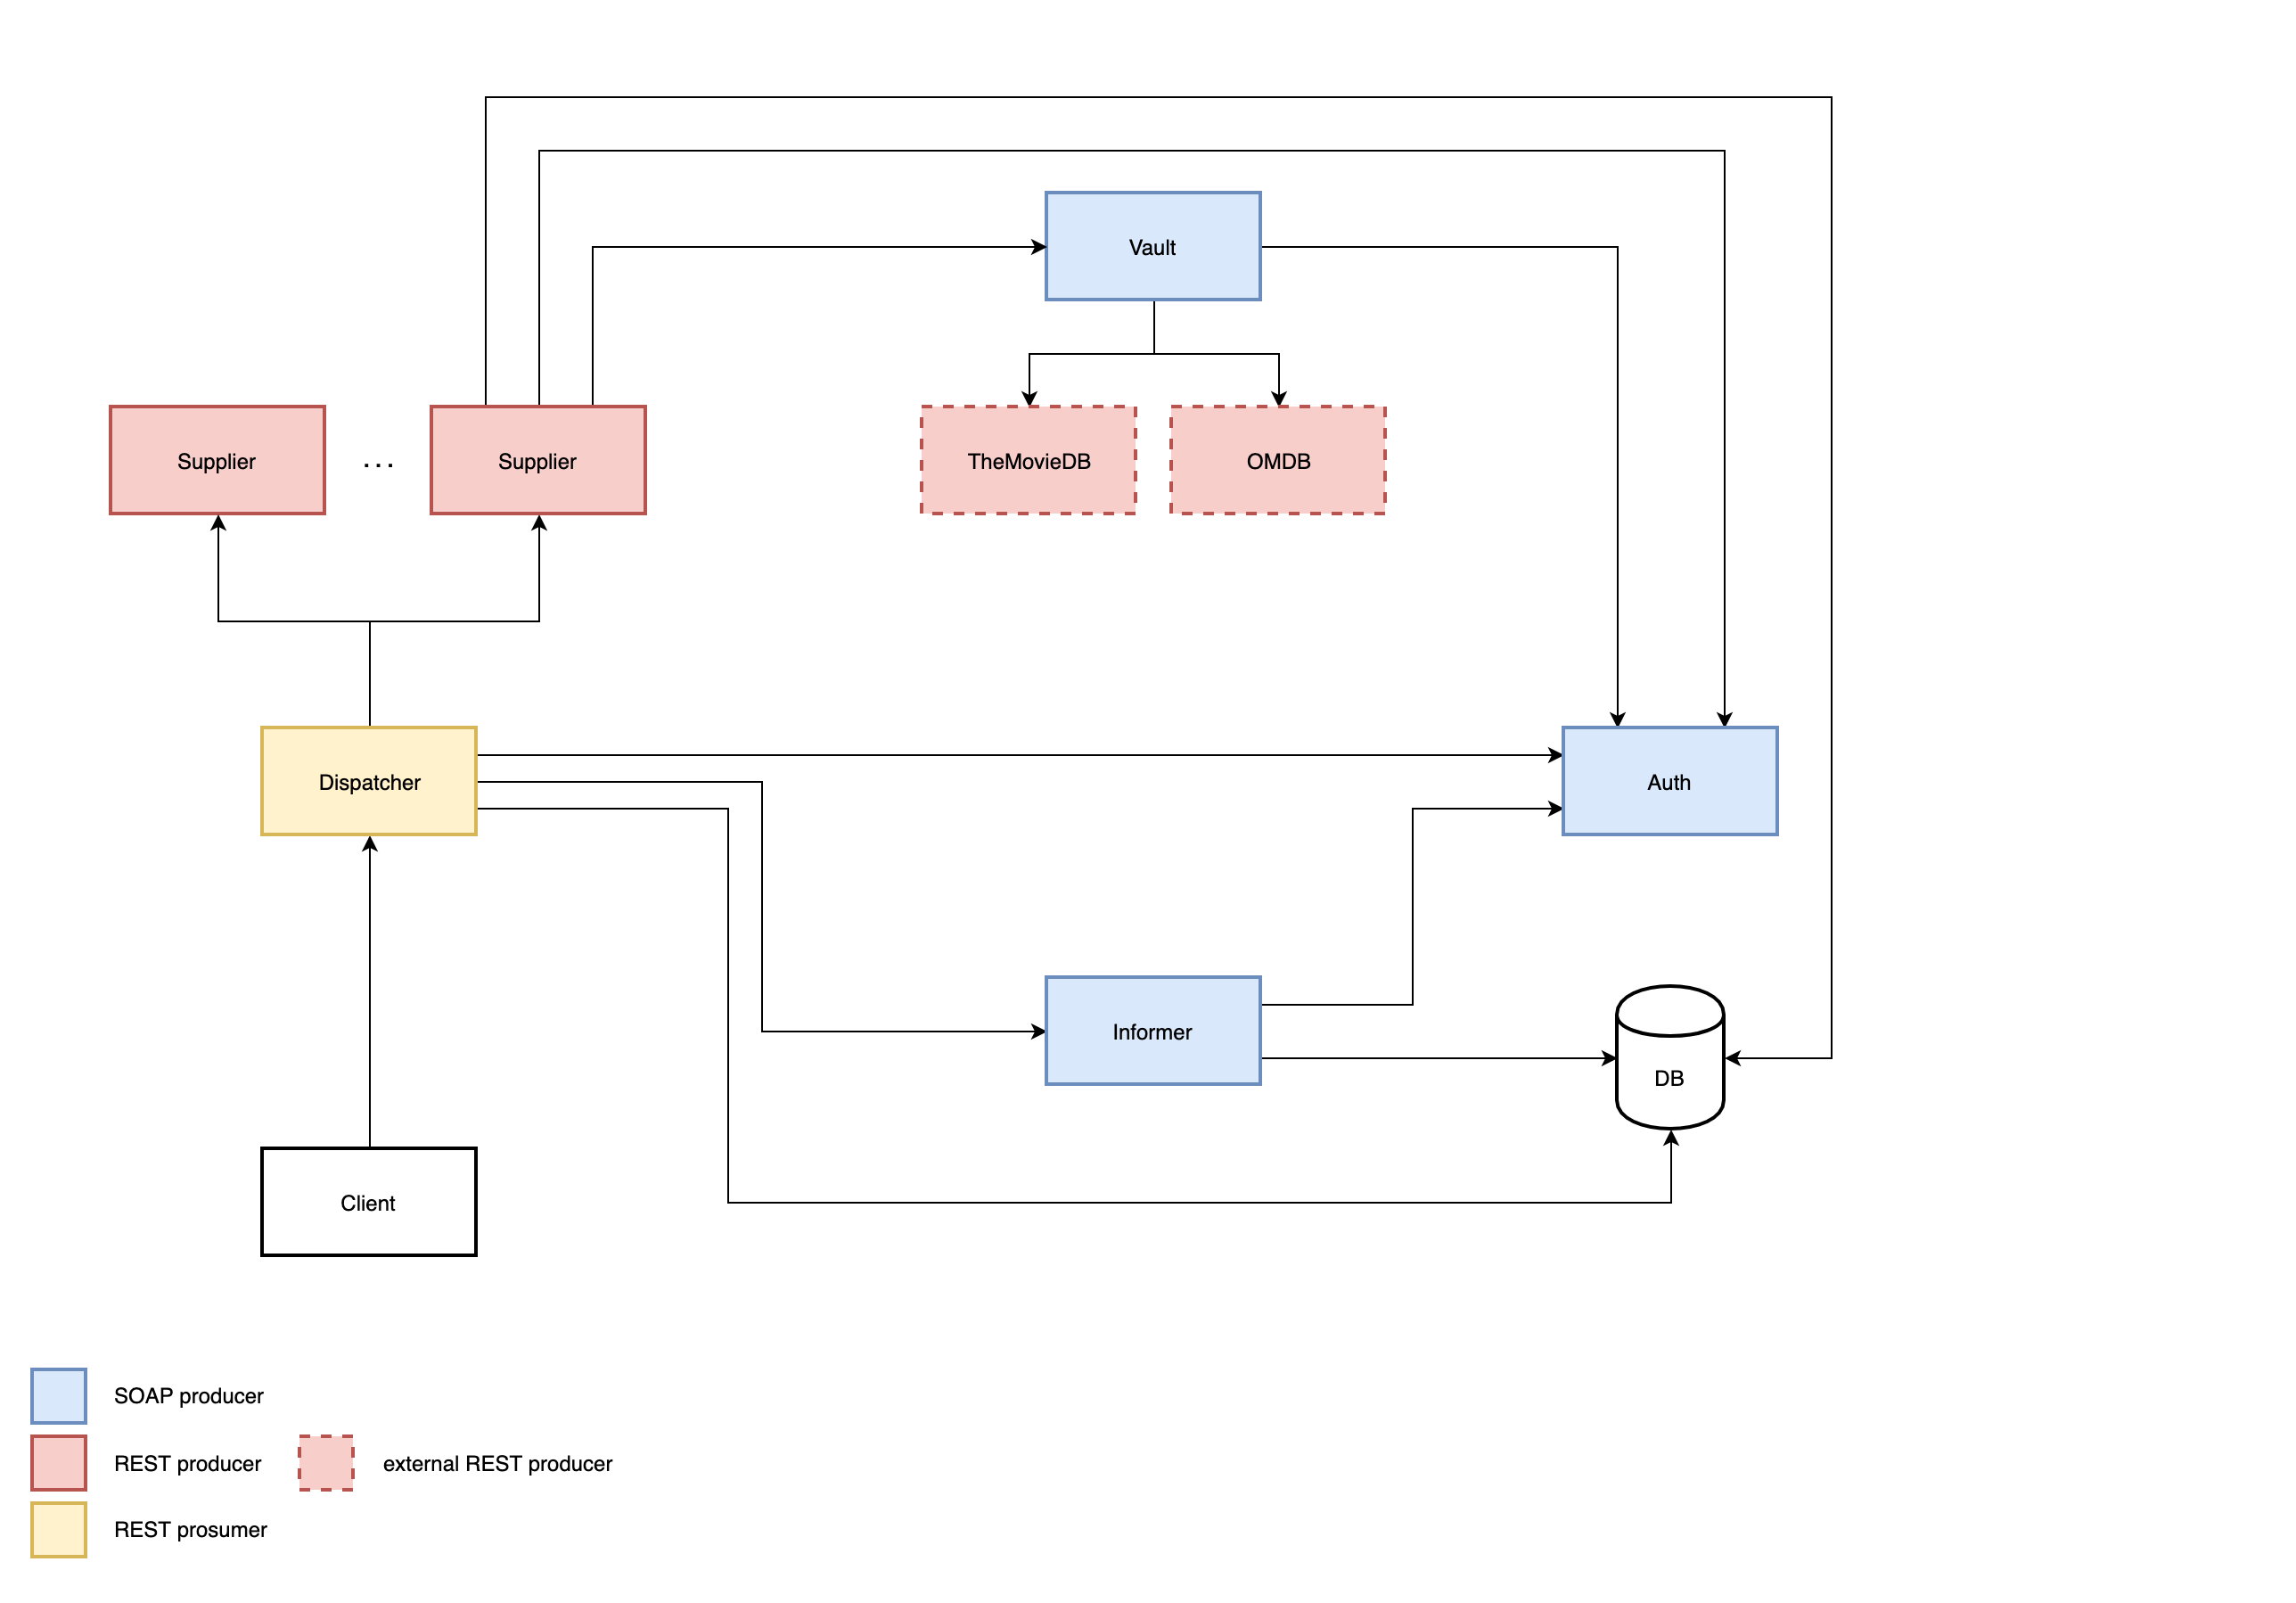 Vault
Supplier
...
Supplier
TheMovieDB
OMDB
Dispatcher
Auth
Informer
DB
Client
SOAP producer
REST producer
external REST producer
REST prosumer